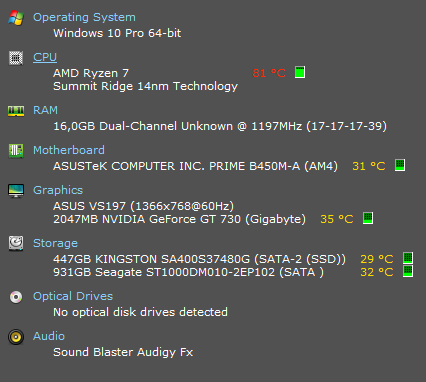 Operating System
Windows 10 Pro 64-bit
CPU
AMD Ryzen 7 81 °C
Summit Ridge 14nm Technology
RAM
16,0GB Dual-Channel Unknown @ 1197MHz (17-17-17-39)
Motherboard
ASUSTeK COMPUTER INC. PRIME B450M-A (AM4) 31 °C
Graphics
ASUS VS197 (1366x768@60Hz)
2047MB NVIDIA GeForce GT 730 (Gigabyte) 35 °C
Storage
447GB KINGSTON SA400S37480G (SATA-2 (SSD)) 29 °C
931GB Seagate ST1000DM010-2EP102 (SATA ) 32 °C
Optical Drives
No optical disk drives detected
Audio
Sound Blaster Audigy Fx